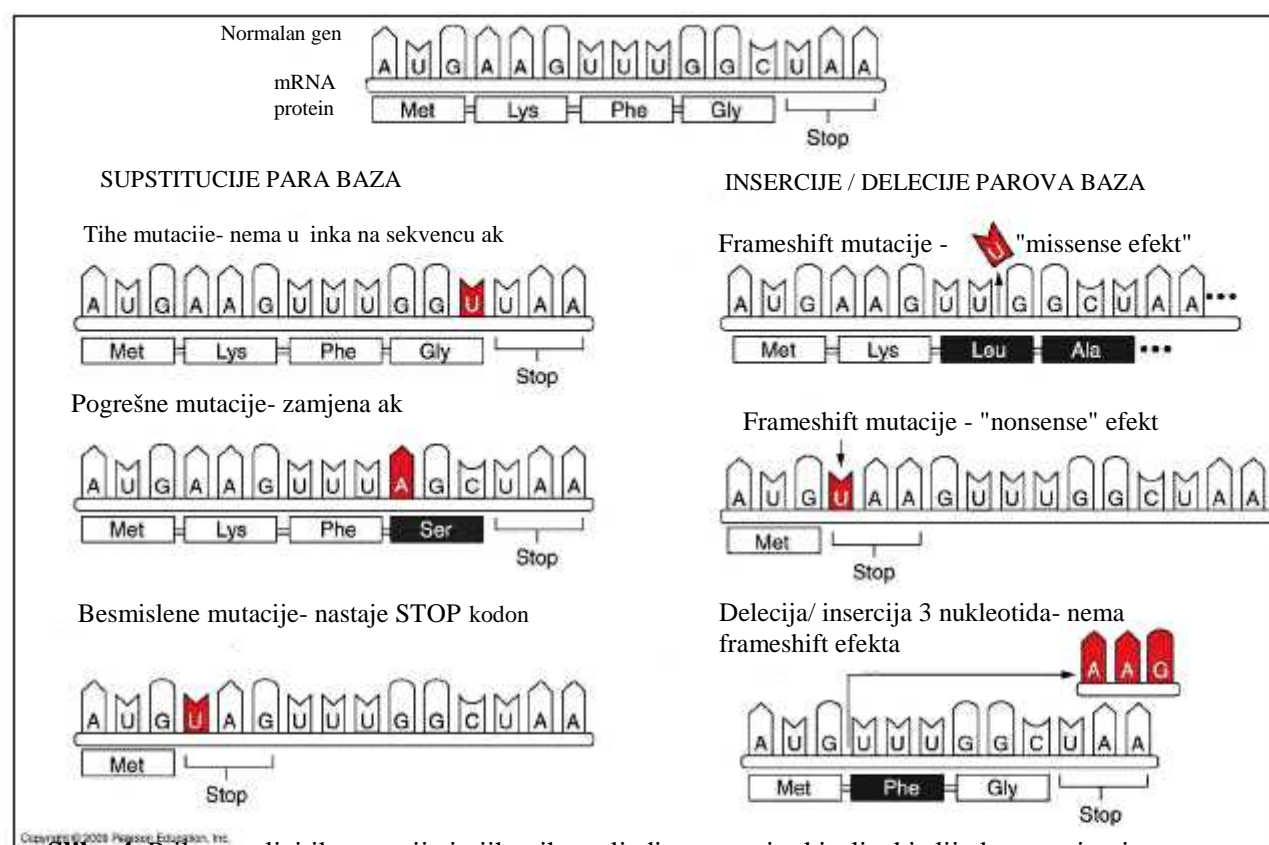 Normalan gen
A U G A A G U U U G G C U A A
mRNA
protein
Met Lys Phe Gly
Stop
SUPSTITUCIJE PARA BAZA
Tihe mutacije- nema u inka na sekvencu ak
A U G A A G U U U G G U U A A
Met Lys Phe Gly
Stop
Pogrešne mutacije- zamjena ak
A U G A A G U U U A G C U A A
Met Lys Phe Ser
Stop
Besmislene mutacije- nastaje STOP kodon
A U G U A G U U U G G C U A A
Met
Stop
INSERCIJE / DELECIJE PAROVA BAZA
Frameshift mutacije - U "missense efekt"
A U G A A G U U G G C U A A
Met Lys Leu Ala
Frameshift mutacije - "nonsense" efekt
A U G U A A G U U U G G C U A A
Met
Stop
Delecija/ insercija 3 nukleotida- nema
frameshift efekta
A A G
A U G U U U G G C U A A
Met Phe Gly
Stop
Copyright © 2009 Pearson Education, Inc.